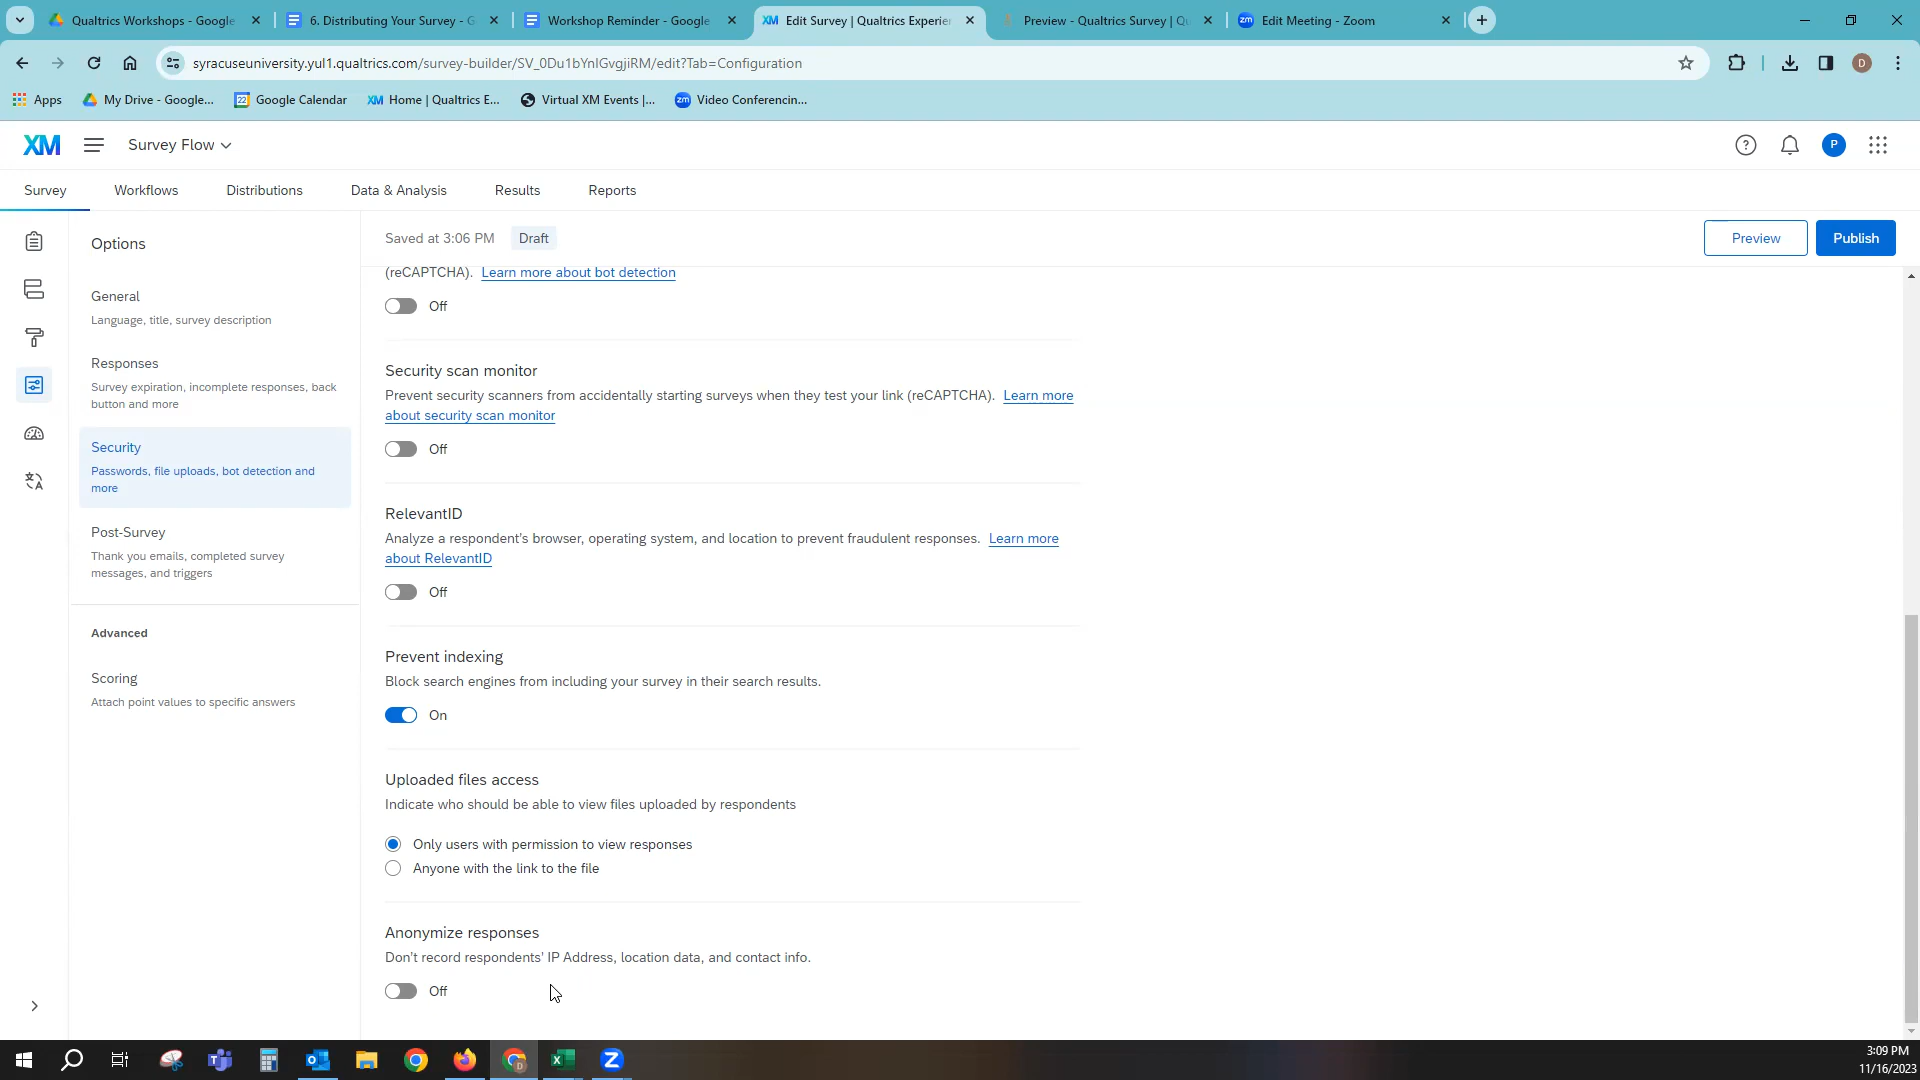 Qualtrics Workshops - Google
6. Distributing Your Survey - G
Workshop Reminder - Google
XM Edit Survey | Qualtrics Experien
Preview - Qualtrics Survey | Qu
zm Edit Meeting - Zoom
syracuseuniversity.yul1.qualtrics.com/survey-builder/SV_0Du1bYnlGvgjiRM/edit?Tab=Configuration
D
Apps
My Drive - Google...
22 Google Calendar
XM Home | Qualtrics E...
Virtual XM Events |...
zm Video Conferencin...
XM
Survey Flow
?
P
Survey
Workflows
Distributions
Data & Analysis
Results
Reports
Options
Saved at 3:06 PM
Draft
Preview
Publish
General
Language, title, survey description
Responses
Survey expiration, incomplete responses, back
button and more
Security
Passwords, file uploads, bot detection and
more
Post-Survey
Thank you emails, completed survey
messages, and triggers
Advanced
Scoring
Attach point values to specific answers
(reCAPTCHA). Learn more about bot detection
Off
Security scan monitor
Prevent security scanners from accidentally starting surveys when they test your link (reCAPTCHA). Learn more
about security scan monitor
Off
RelevantID
Analyze a respondent's browser, operating system, and location to prevent fraudulent responses. Learn more
about RelevantID
Off
Prevent indexing
Block search engines from including your survey in their search results.
On
Uploaded files access
Indicate who should be able to view files uploaded by respondents
Only users with permission to view responses
Anyone with the link to the file
Anonymize responses
Don't record respondents' IP Address, location data, and contact info.
Off
3:09 PM
11/16/2023